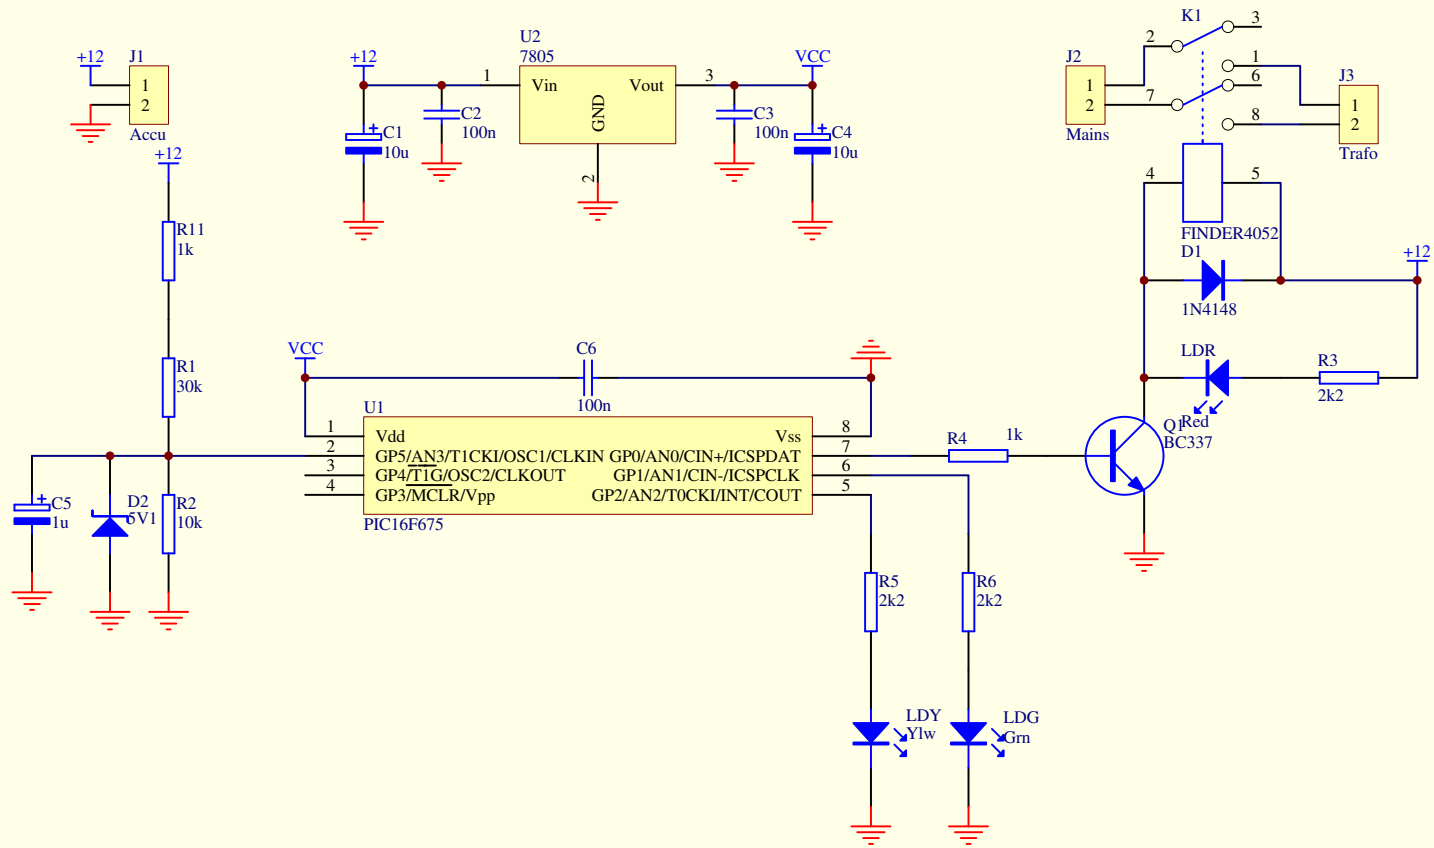 +12
J1
1
2
Accu
+12
R11
1k
R1
30k
C5
1u
D2
5V1
R2
10k
+12
C1
10u
C2
100n
U2
7805
1
Vin
Vout
3
GND
2
C3
100n
VCC
C4
10u
VCC
C6
100n
U1
1
Vdd
Vss
8
2
GP5/AN3/T1CKI/OSC1/CLKIN
GP0/AN0/CIN+/ICSPDAT
7
3
GP4/T1G/OSC2/CLKOUT
GP1/AN1/CIN-/ICSPCLK
6
4
GP3/MCLR/Vpp
GP2/AN2/T0CKI/INT/COUT
5
PIC16F675
R4
1k
R5
2k2
R6
2k2
LDY
Ylw
LDG
Grn
K1
3
2
1
6
7
8
J2
1
2
Mains
J3
1
2
Trafo
4
5
FINDER4052
D1
1N4148
+12
LDR
Red
R3
2k2
Q1
BC337